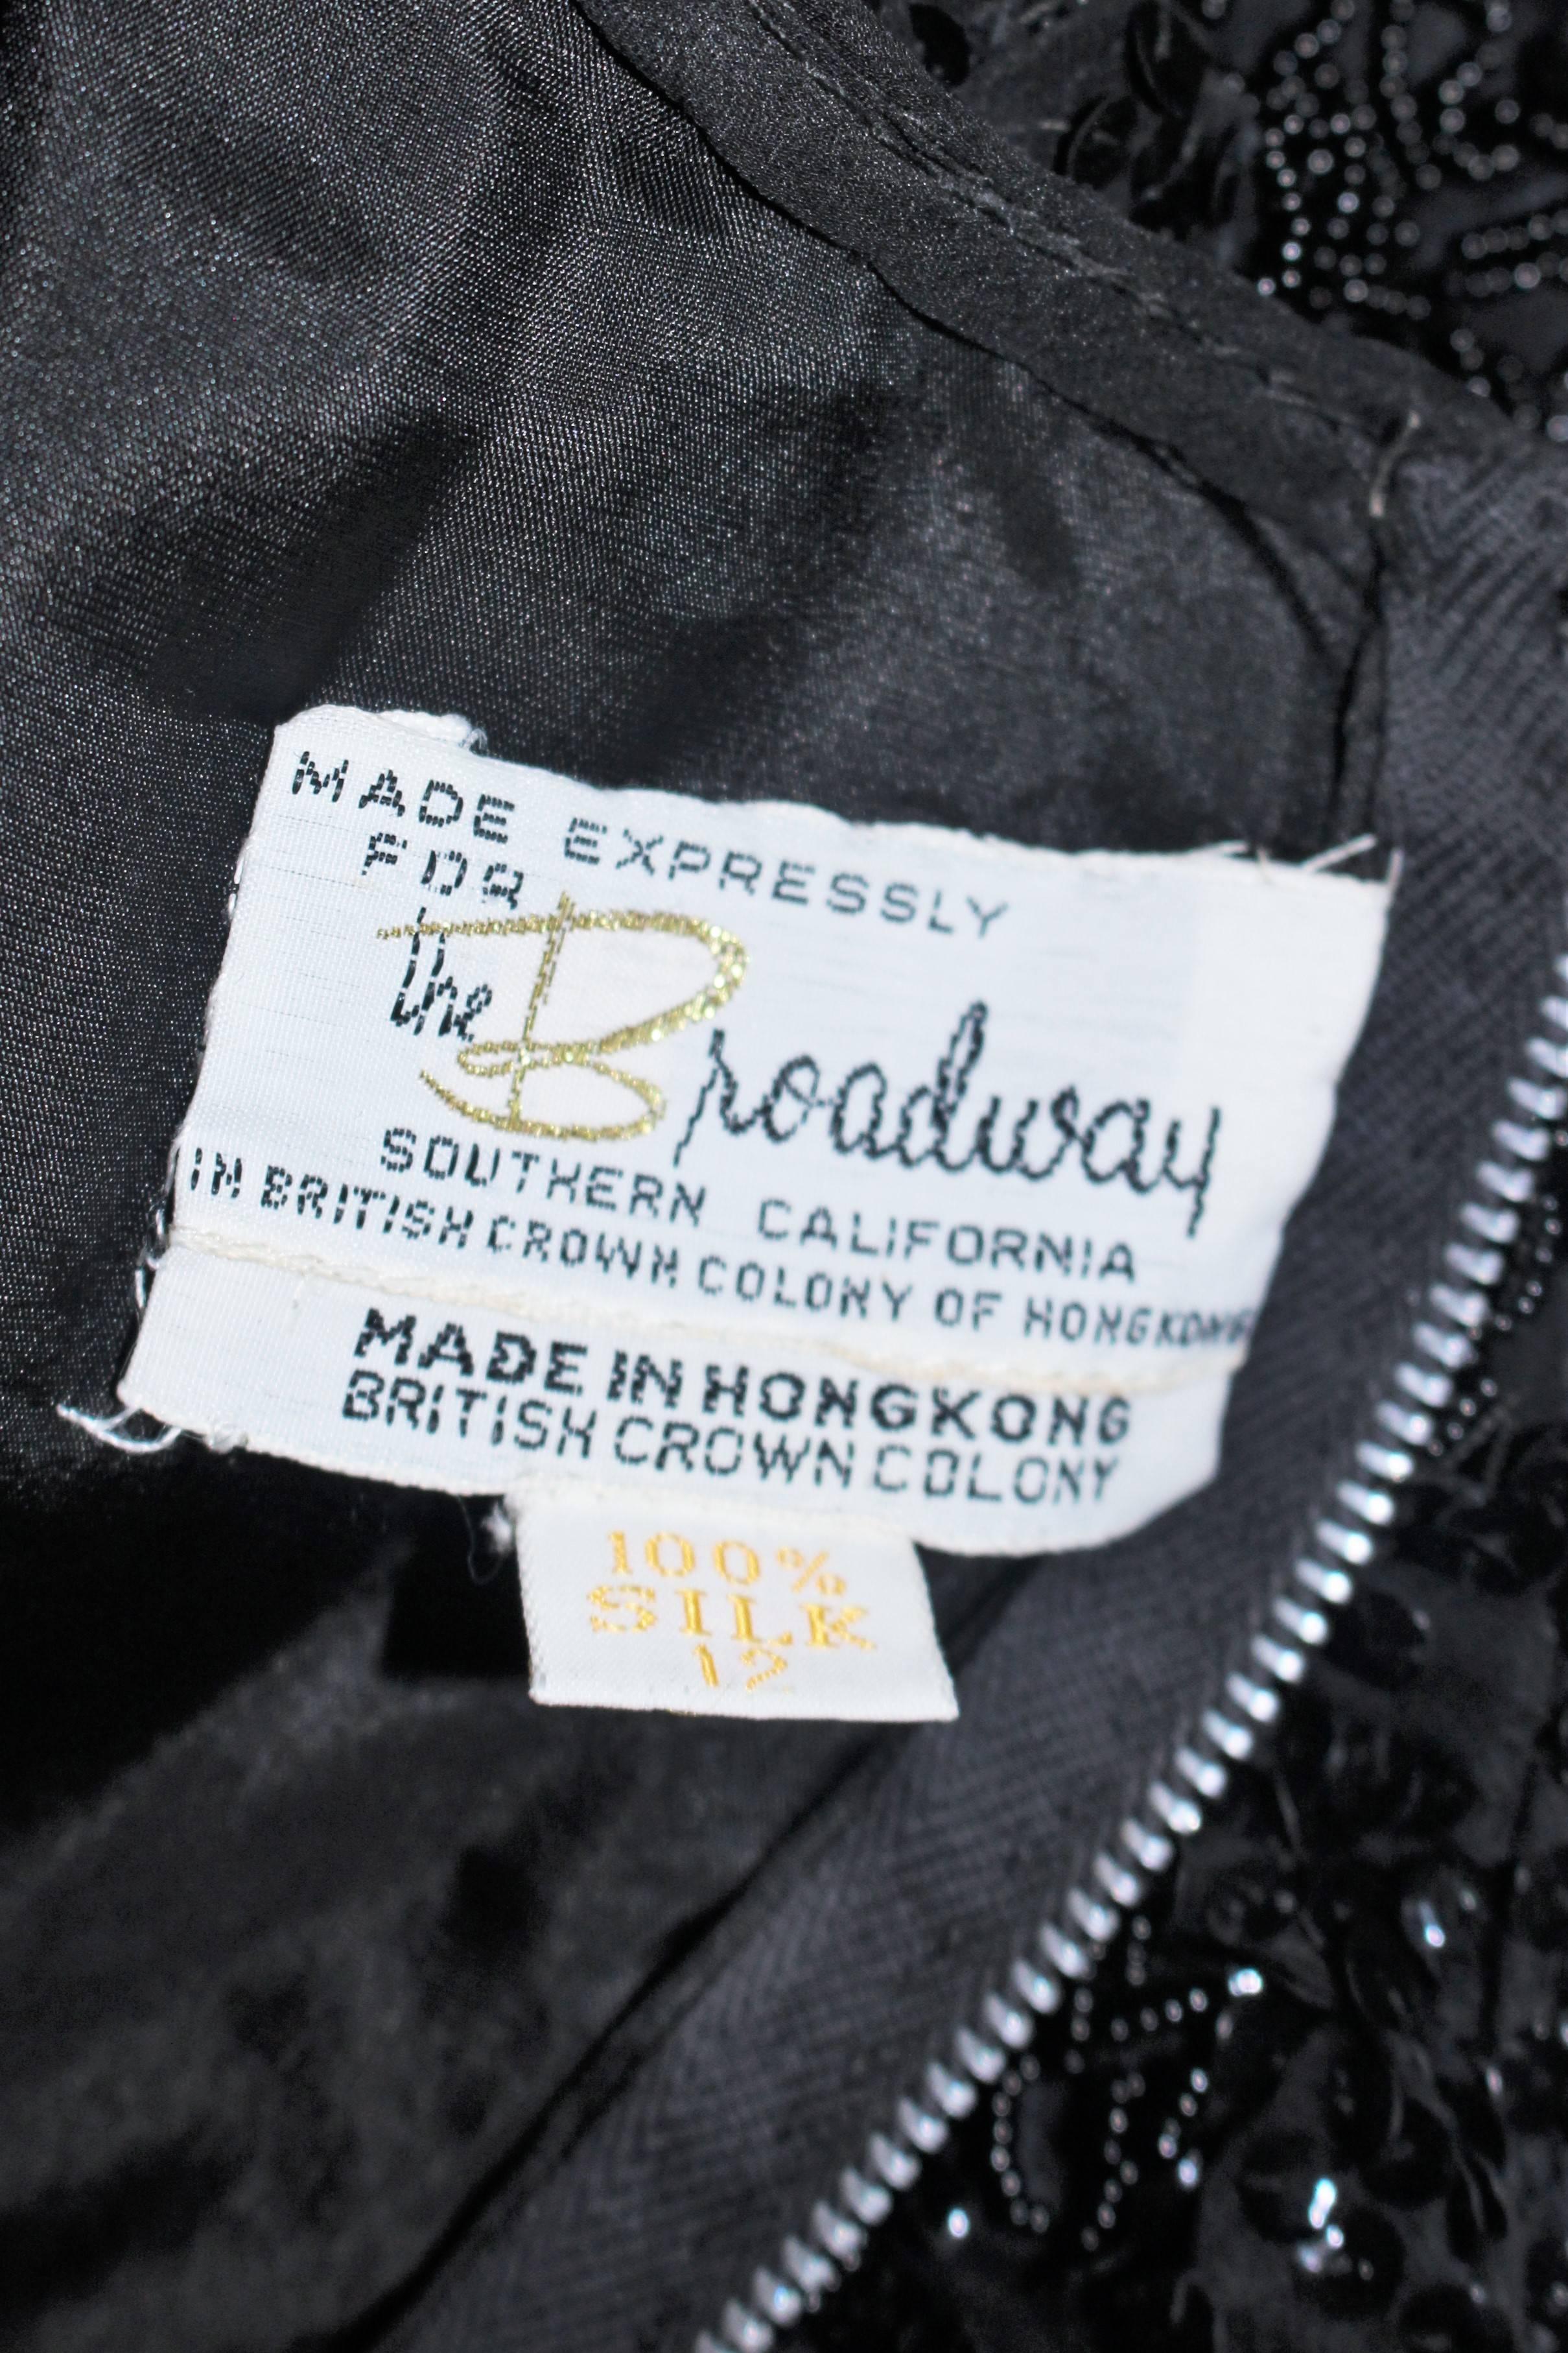 MADE EXPRESSLY
FOR
The Broadway
SOUTHERN CALIFORNIA
IN BRITISH CROWN COLONY OF HONGKONG
MADE IN HONGKONG
BRITISH CROWN COLONY
100%
SILK
12